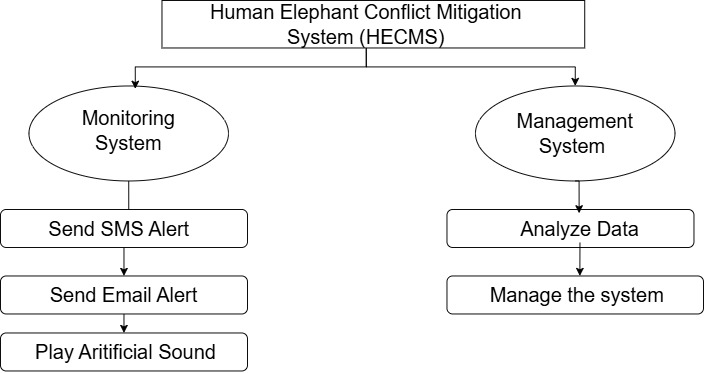 Human Elephant Conflict Mitigation
System (HECMS)
Monitoring
System
Management
System
Send SMS Alert
Analyze Data
Send Email Alert
Manage the system
Play Aritificial Sound